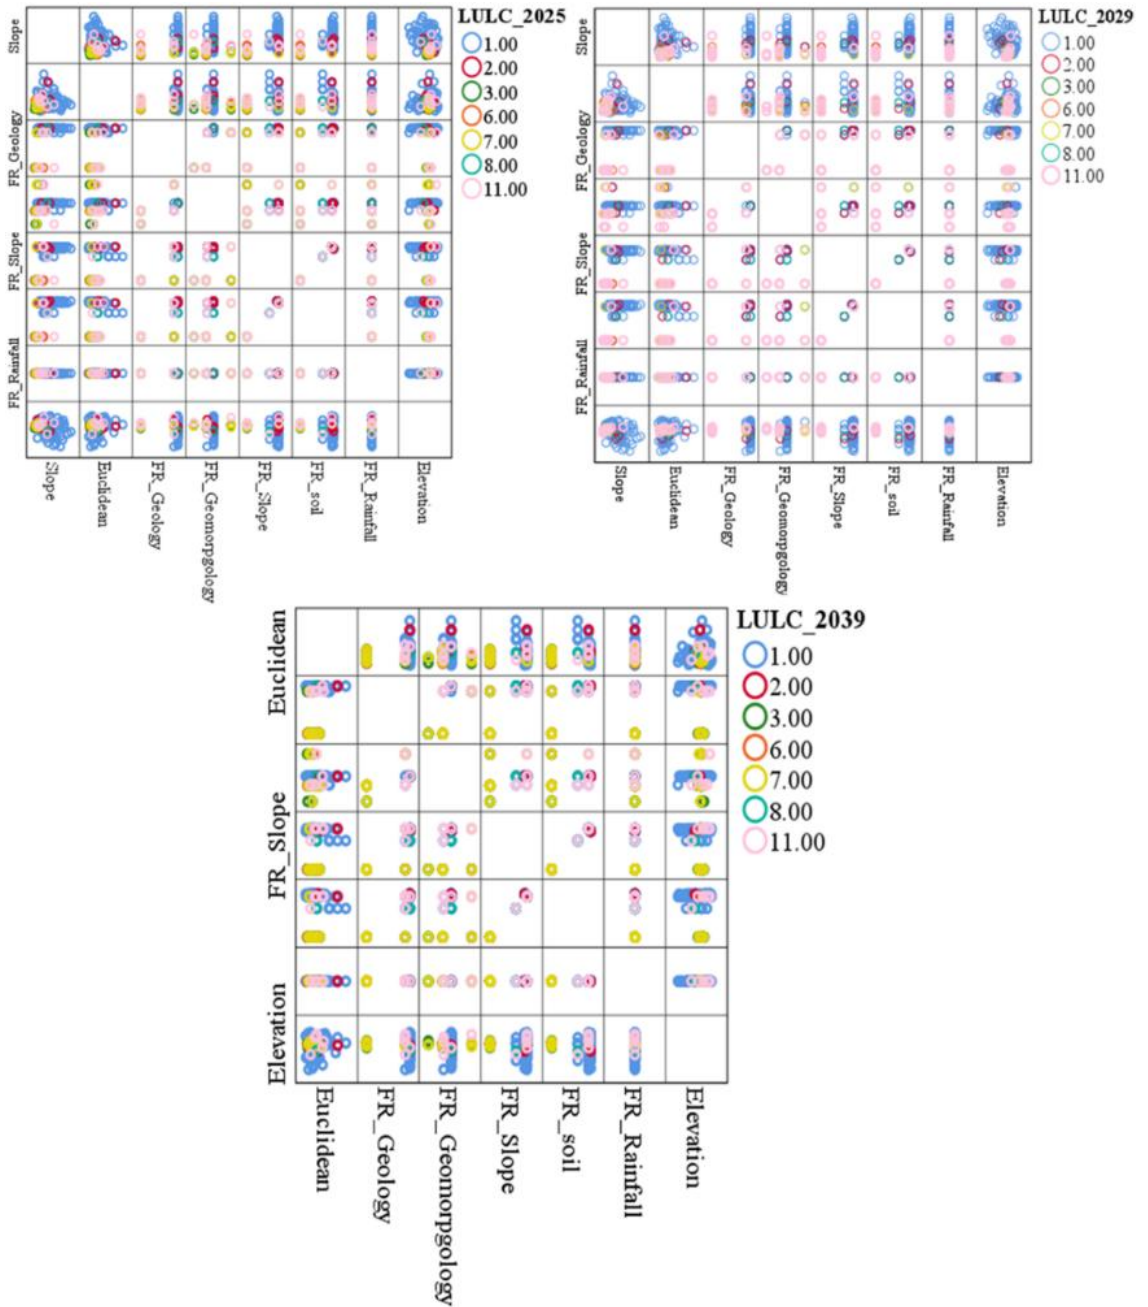 LULC_2025
1.00
2.00
3.00
6.00
7.00
8.00
11.00
Slope
FR_Geology
FR_Slope
FR_Rainfall
Slope
Euclidean
FR_Geology
FR_Geomorpgology
FR_Slope
FR_soil
FR_Rainfall
Elevation
LULC_2029
1.00
2.00
3.00
6.00
7.00
8.00
11.00
Slope
FR_Geology
FR_Slope
FR_Rainfall
Slope
Euclidean
FR_Geology
FR_Geomorpgology
FR_Slope
FR_soil
FR_Rainfall
Elevation
LULC_2039
1.00
2.00
3.00
6.00
7.00
8.00
11.00
Euclidean
FR_Slope
Elevation
Euclidean
FR_Geology
FR_Geomorpgology
FR_Slope
FR_soil
FR_Rainfall
Elevation